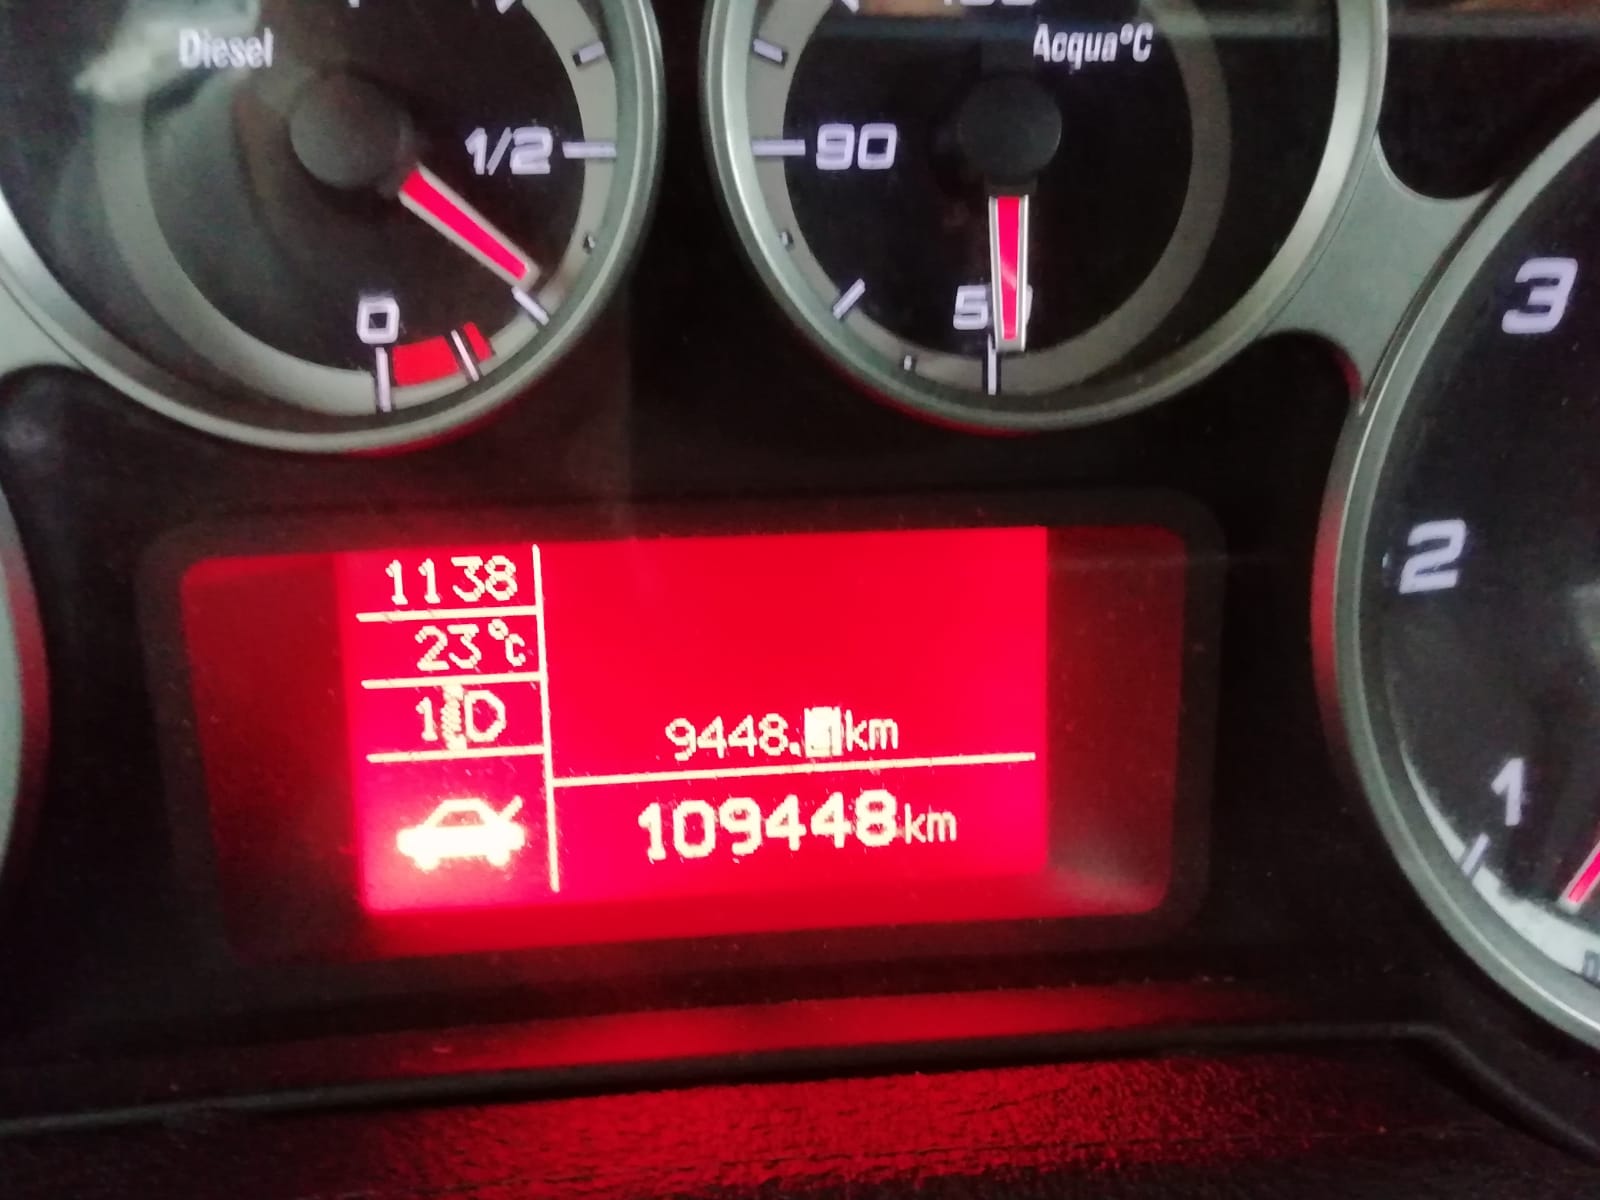 Diesel
Acqua°C
1/2
90
0
3
2
1
1138
23°C
9448. km
109448km